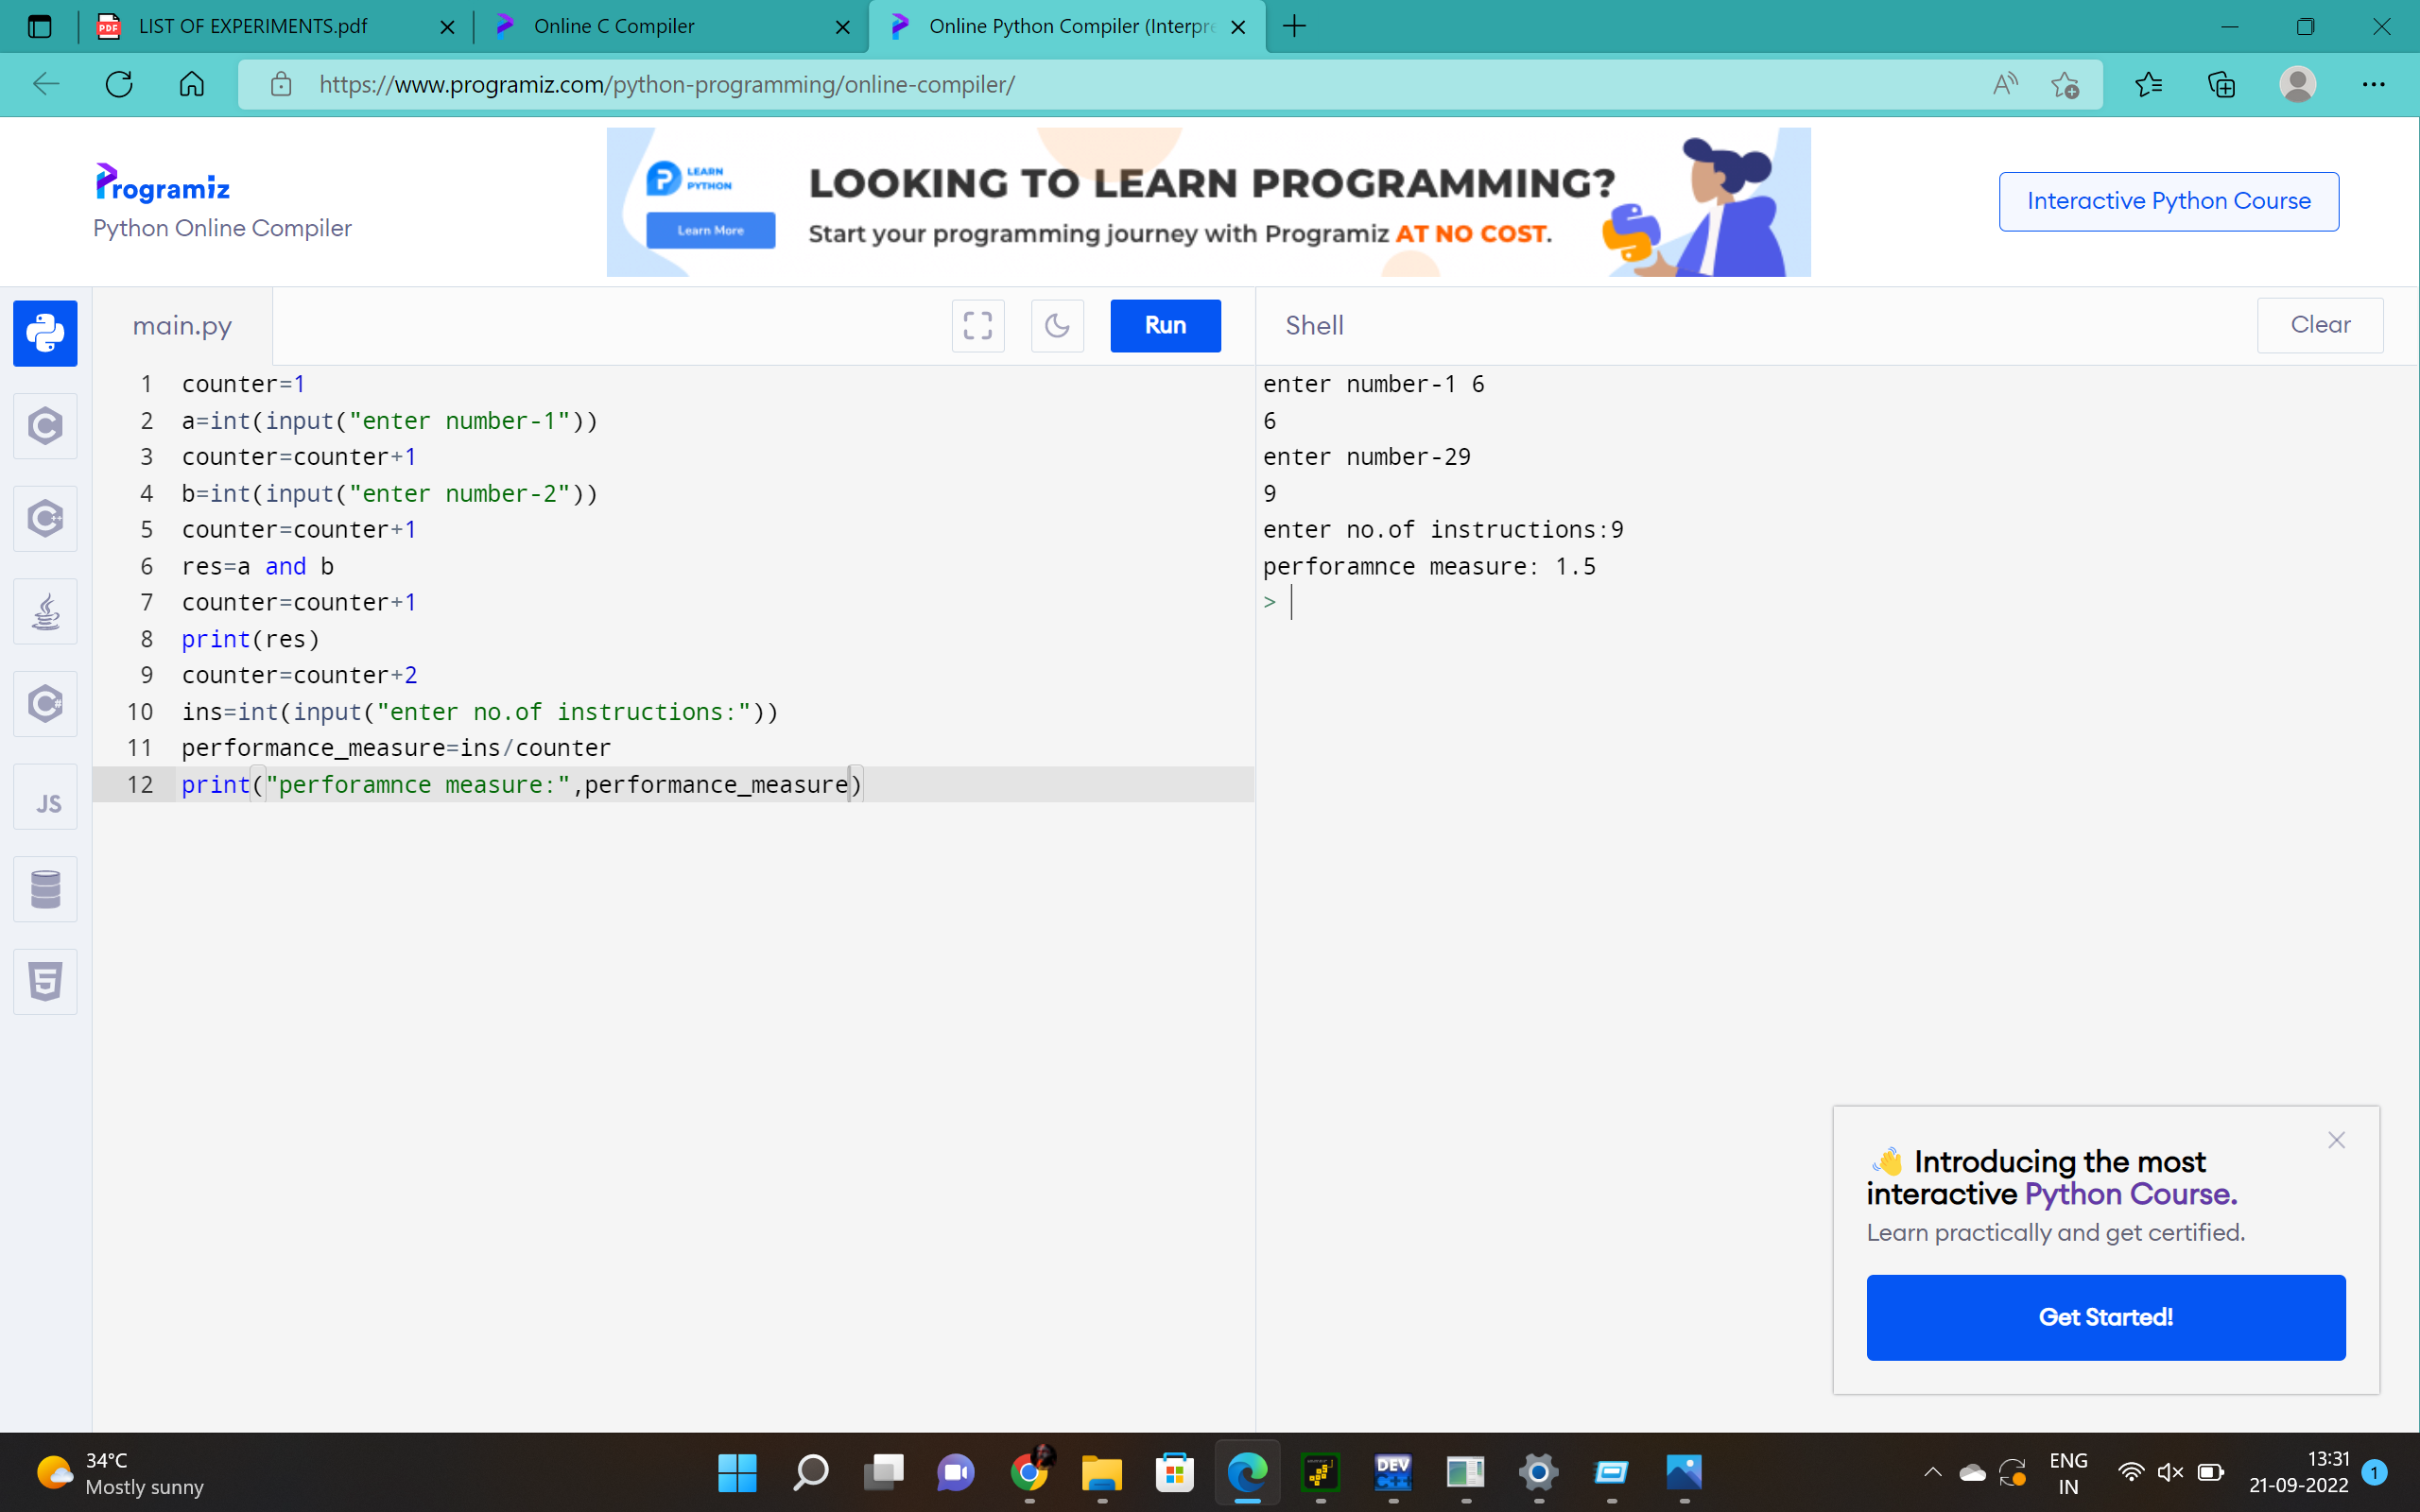 LIST OF EXPERIMENTS.pdf
Online C Compiler
Online Python Compiler (Interpre
https://www.programiz.com/python-programming/online-compiler/
Programiz
Python Online Compiler
LEARN
PYTHON
Learn More
LOOKING TO LEARN PROGRAMMING?
Start your programming journey with Programiz AT NO COST.
Interactive Python Course
main.py
Run
Shell
Clear
1 counter=1
2 a=int(input("enter number-1"))
3 counter=counter+1
4 b=int(input("enter number-2"))
5 counter=counter+1
6 res=a and b
7 counter=counter+1
8 print(res)
9 counter=counter+2
10 ins=int(input("enter no.of instructions:"))
11 performance_measure=ins/counter
12 print("perforamnce measure:",performance_measure)
enter number-1 6
6
enter number-29
9
enter no.of instructions:9
perforamnce measure: 1.5
>
JS
👋 Introducing the most
interactive Python Course.
Learn practically and get certified.
Get Started!
34°C
Mostly sunny
DEV
C++
ENG
IN
13:31
21-09-2022
1